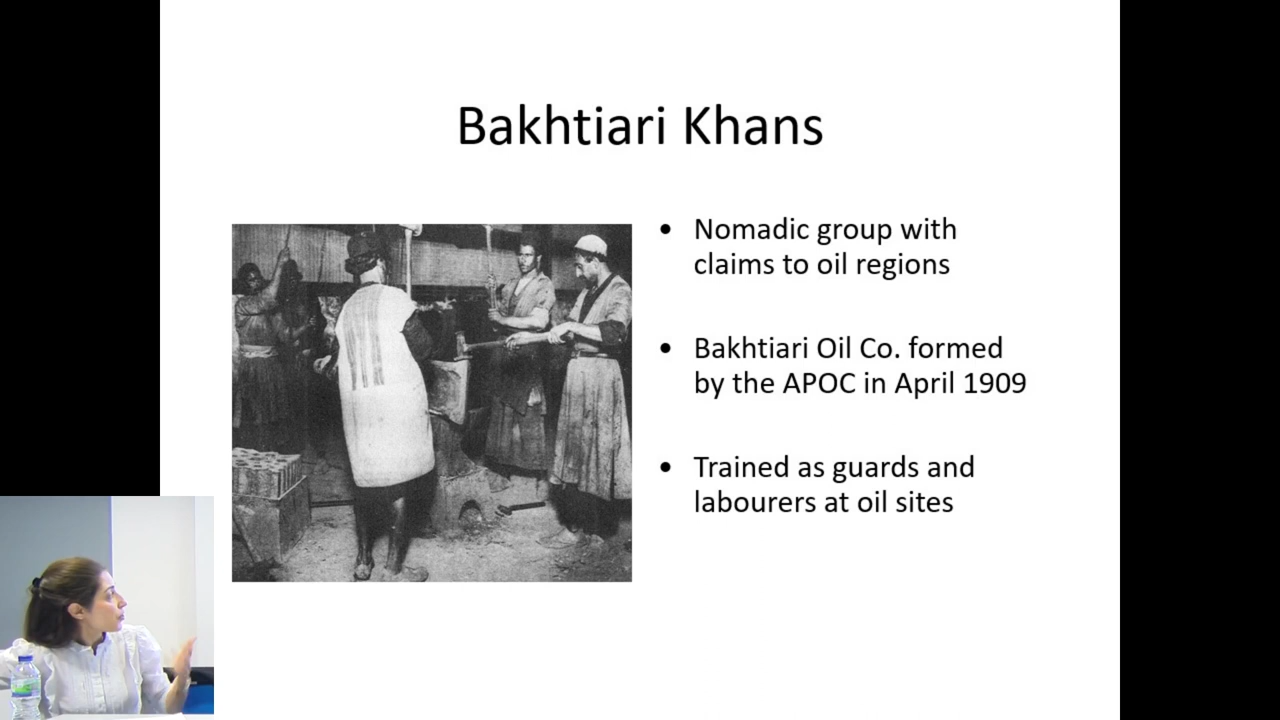 Bakhtiari Khans
• Nomadic group with
claims to oil regions
• Bakhtiari Oil Co. formed
by the APOC in April 1909
• Trained as guards and
labourers at oil sites